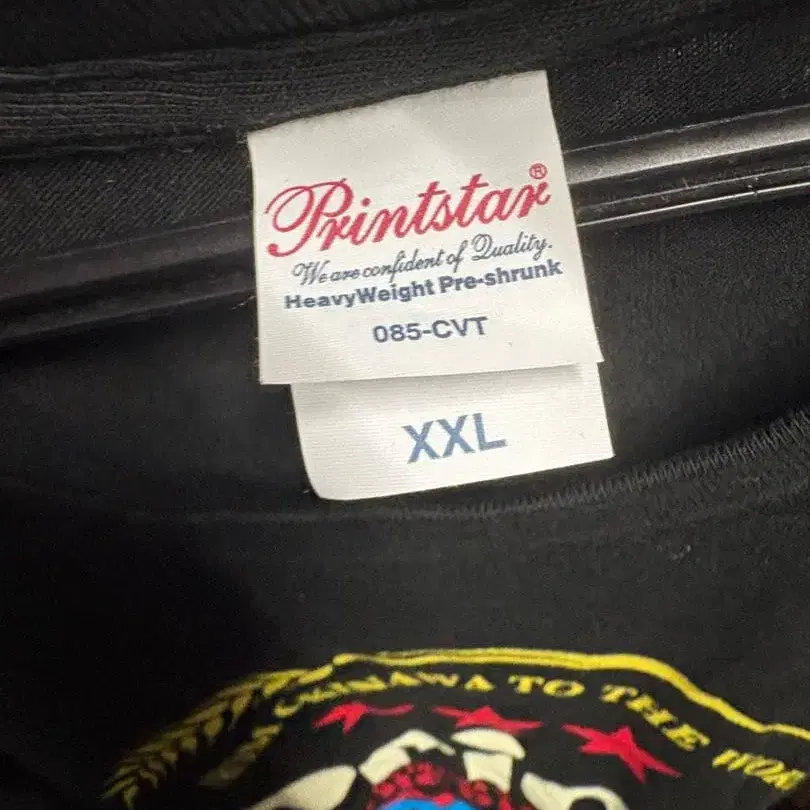 Printstar®
We are confident of Quality.
HeavyWeight Pre-shrunk
085-CVT
XXL
OKINAWA TO THE